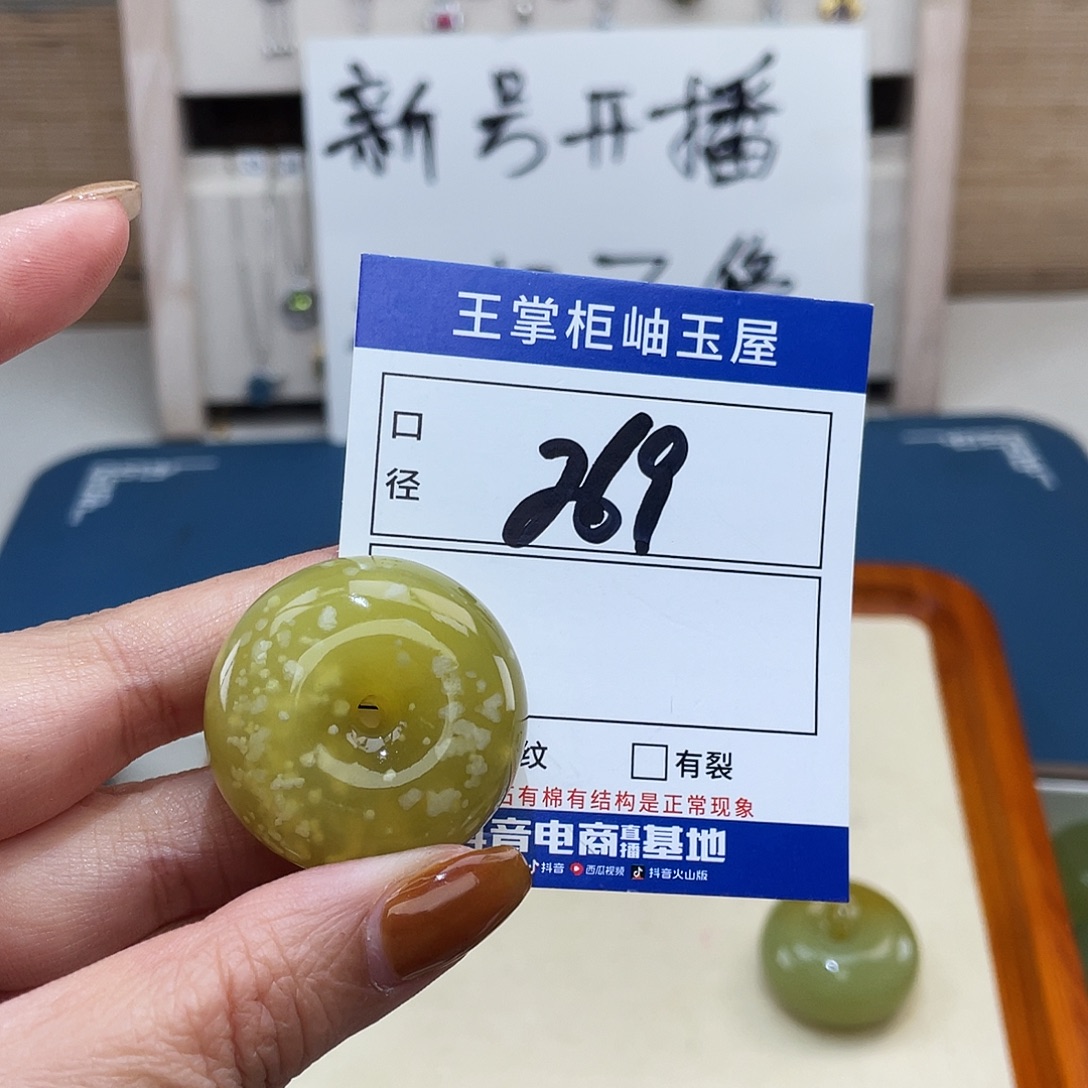 新号开播
王掌柜岫玉屋
口径
269
纹
有裂
石有棉有结构是正常现象
抖音电商直播基地
抖音 西瓜视频 抖音火山版